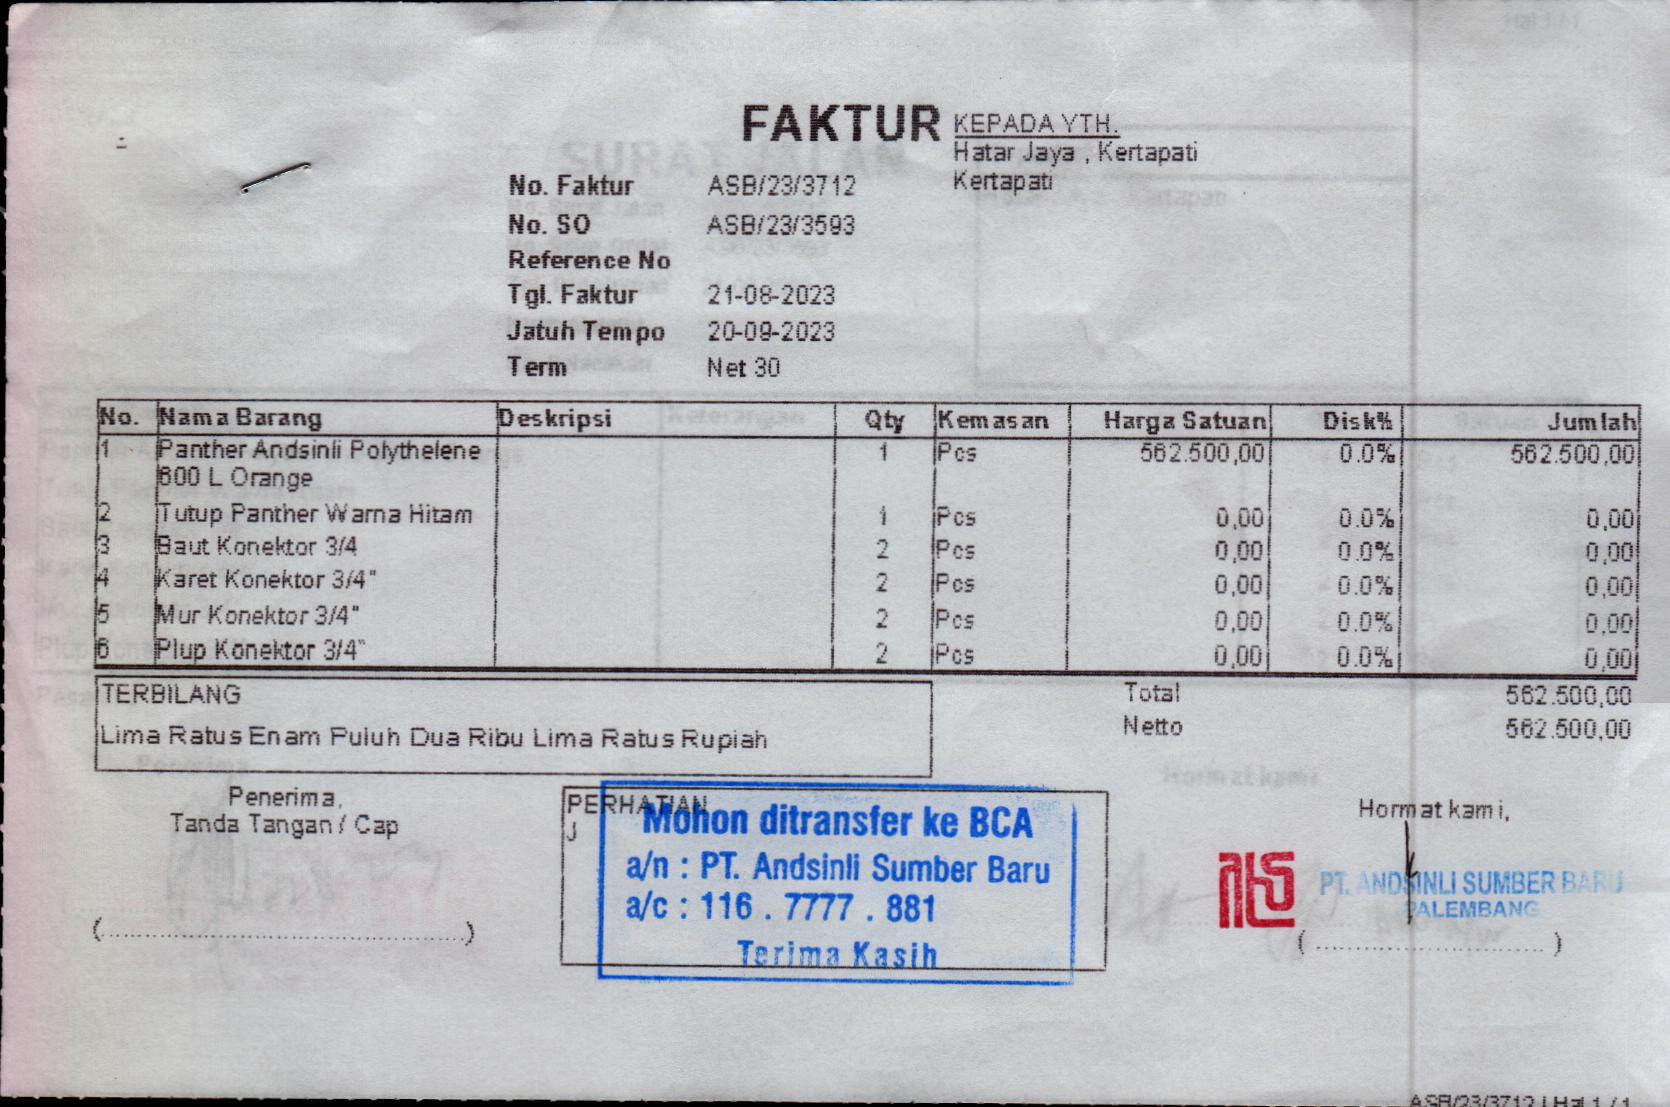 FAKTUR
KEPADA YTH.
Hatar Jaya , Kertapati
Kertapati
No. Faktur ASB/23/3712
No. SO ASB/23/3593
Reference No
Tgl. Faktur 21-08-2023
Jatuh Tempo 20-09-2023
Term Net 30
No. Nama Barang Deskripsi Qty Kemasan Harga Satuan Disk% Jumlah
1 Panther Andsinli Polythelene 1 Pcs 562.500,00 0.0% 562.500,00
600 L Orange
2 Tutup Panther Warna Hitam 1 Pcs 0,00 0.0% 0,00
3 Baut Konektor 3/4 2 Pcs 0,00 0.0% 0,00
4 Karet Konektor 3/4" 2 Pcs 0,00 0.0% 0,00
5 Mur Konektor 3/4" 2 Pcs 0,00 0.0% 0,00
6 Plup Konektor 3/4" 2 Pcs 0,00 0.0% 0,00
TERBILANG
Lima Ratus Enam Puluh Dua Ribu Lima Ratus Rupiah
Total 562.500,00
Netto 562.500,00
Penerima,
Tanda Tangan / Cap
(........................................)
PERHATIAN
J
Mohon ditransfer ke BCA
a/n : PT. Andsinli Sumber Baru
a/c : 116 . 7777 . 881
Terima Kasih
Hormat kami,
PT. ANDSINLI SUMBER BARU
PALEMBANG
(........................................)
ASB/23/3712 | Hal 1 / 1